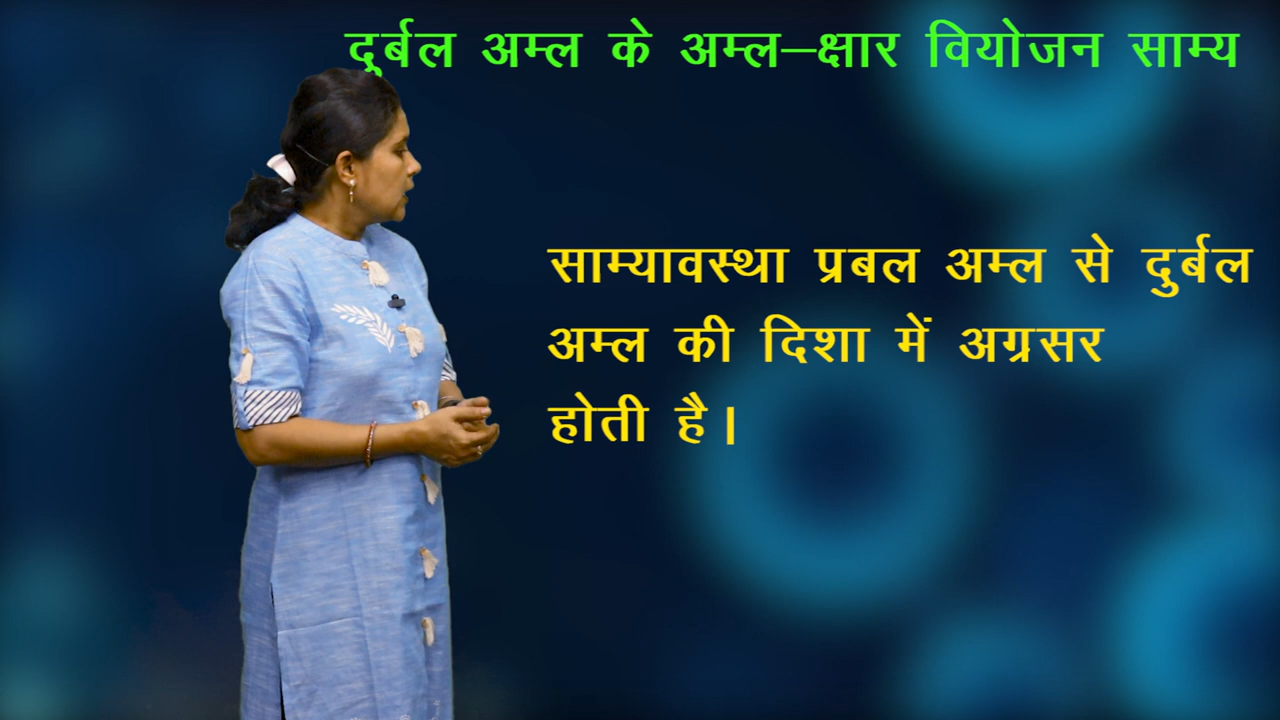 दुर्बल अम्ल के अम्ल–क्षार वियोजन साम्य
साम्यावस्था प्रबल अम्ल से दुर्बल
अम्ल की दिशा में अग्रसर
होती है।